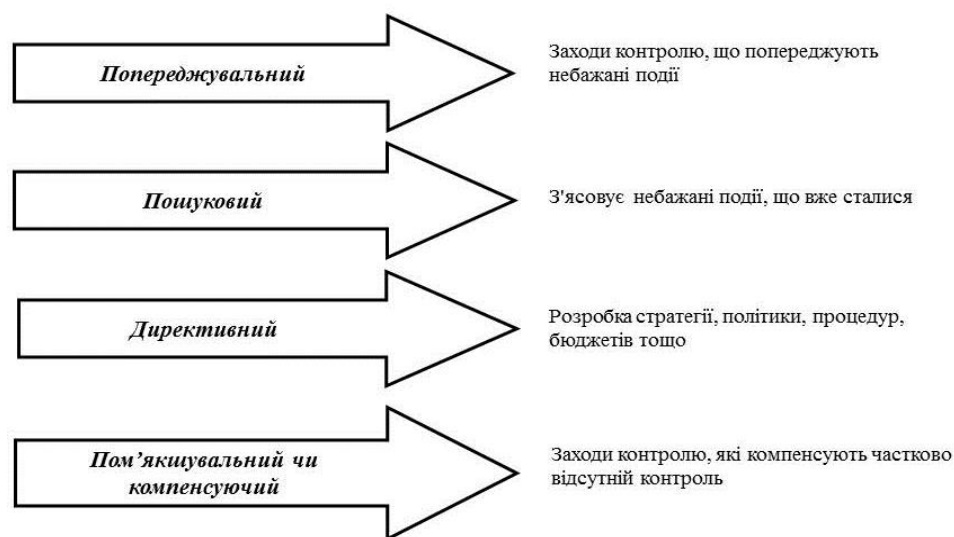 Попереджувальний
Заходи контролю, що попереджують
небажані події
Пошуковий
З'ясовує небажані події, що вже сталися
Директивний
Розробка стратегії, політики, процедур,
бюджетів тощо
Пом’якшувальний чи
компенсуючий
Заходи контролю, які компенсують частково
відсутній контроль